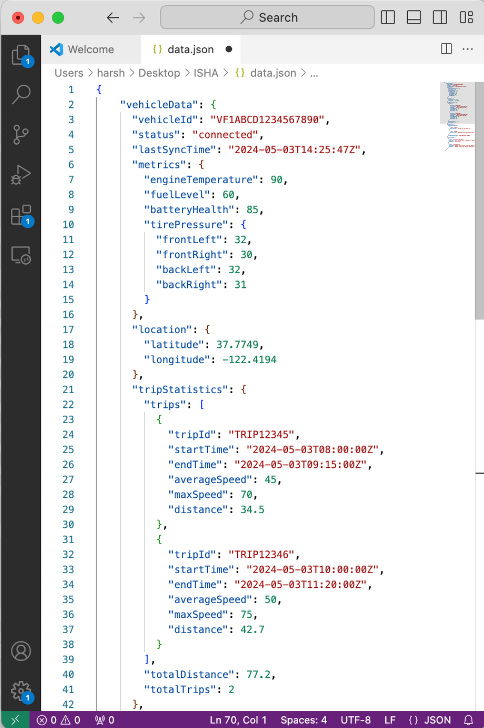 Search
1
Welcome
{ } data.json
Users > harsh > Desktop > ISHA > { } data.json > ...
1 {
2 "vehicleData": {
3 "vehicleId": "VF1ABCD1234567890",
4 "status": "connected",
5 "lastSyncTime": "2024-05-03T14:25:47Z",
6 "metrics": {
7 "engineTemperature": 90,
8 "fuelLevel": 60,
9 "batteryHealth": 85,
10 "tirePressure": {
11 "frontLeft": 32,
12 "frontRight": 30,
13 "backLeft": 32,
14 "backRight": 31
15 }
16 },
17 "location": {
18 "latitude": 37.7749,
19 "longitude": -122.4194
20 },
21 "tripStatistics": {
22 "trips": [
23 {
24 "tripId": "TRIP12345",
25 "startTime": "2024-05-03T08:00:00Z",
26 "endTime": "2024-05-03T09:15:00Z",
27 "averageSpeed": 45,
28 "maxSpeed": 70,
29 "distance": 34.5
30 },
31 {
32 "tripId": "TRIP12346",
33 "startTime": "2024-05-03T10:00:00Z",
34 "endTime": "2024-05-03T11:20:00Z",
35 "averageSpeed": 50,
36 "maxSpeed": 75,
37 "distance": 42.7
38 }
39 ],
40 "totalDistance": 77.2,
41 "totalTrips": 2
42 },
1
1
0 0 0 Ln 70, Col 1 Spaces: 4 UTF-8 LF { } JSON